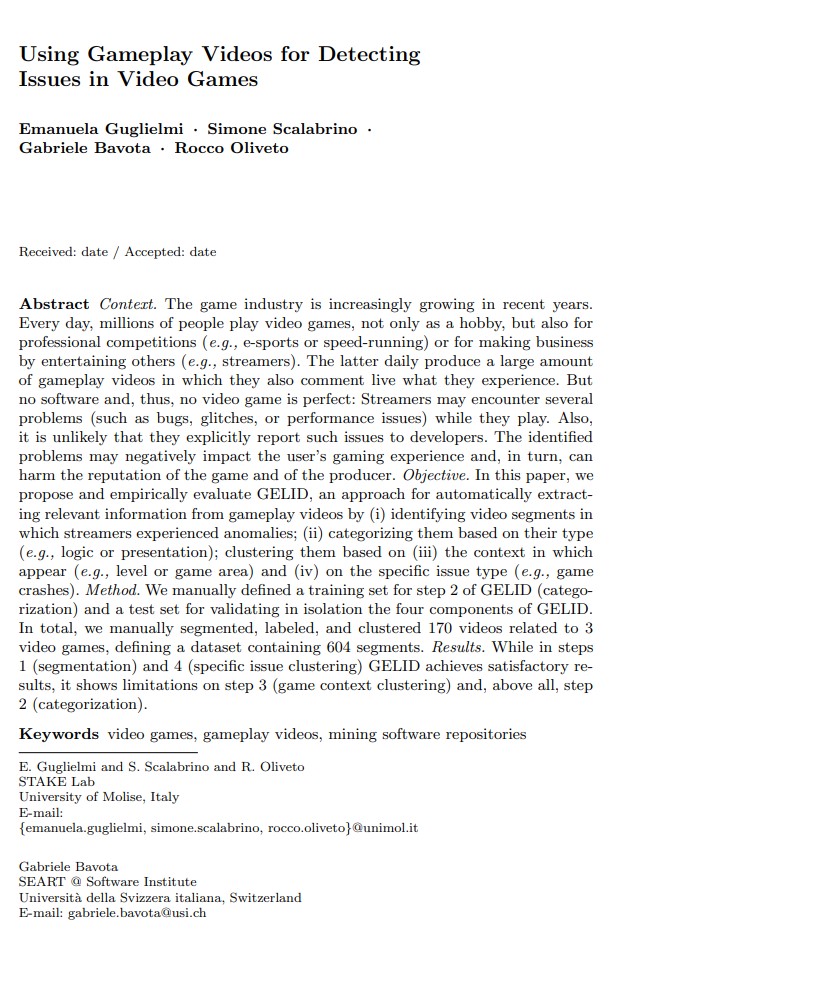 Using Gameplay Videos for Detecting
Issues in Video Games
Emanuela Guglielmi · Simone Scalabrino ·
Gabriele Bavota · Rocco Oliveto
Received: date / Accepted: date
Abstract Context. The game industry is increasingly growing in recent years.
Every day, millions of people play video games, not only as a hobby, but also for
professional competitions (e.g., e-sports or speed-running) or for making business
by entertaining others (e.g., streamers). The latter daily produce a large amount
of gameplay videos in which they also comment live what they experience. But
no software and, thus, no video game is perfect: Streamers may encounter several
problems (such as bugs, glitches, or performance issues) while they play. Also,
it is unlikely that they explicitly report such issues to developers. The identified
problems may negatively impact the user's gaming experience and, in turn, can
harm the reputation of the game and of the producer. Objective. In this paper, we
propose and empirically evaluate GELID, an approach for automatically extract-
ing relevant information from gameplay videos by (i) identifying video segments in
which streamers experienced anomalies; (ii) categorizing them based on their type
(e.g., logic or presentation); clustering them based on (iii) the context in which
appear (e.g., level or game area) and (iv) on the specific issue type (e.g., game
crashes). Method. We manually defined a training set for step 2 of GELID (catego-
rization) and a test set for validating in isolation the four components of GELID.
In total, we manually segmented, labeled, and clustered 170 videos related to 3
video games, defining a dataset containing 604 segments. Results. While in steps
1 (segmentation) and 4 (specific issue clustering) GELID achieves satisfactory re-
sults, it shows limitations on step 3 (game context clustering) and, above all, step
2 (categorization).
Keywords video games, gameplay videos, mining software repositories
E. Guglielmi and S. Scalabrino and R. Oliveto
STAKE Lab
University of Molise, Italy
E-mail:
{emanuela.guglielmi, simone.scalabrino, rocco.oliveto}@unimol.it
Gabriele Bavota
SEART @ Software Institute
Università della Svizzera italiana, Switzerland
E-mail: gabriele.bavota@usi.ch